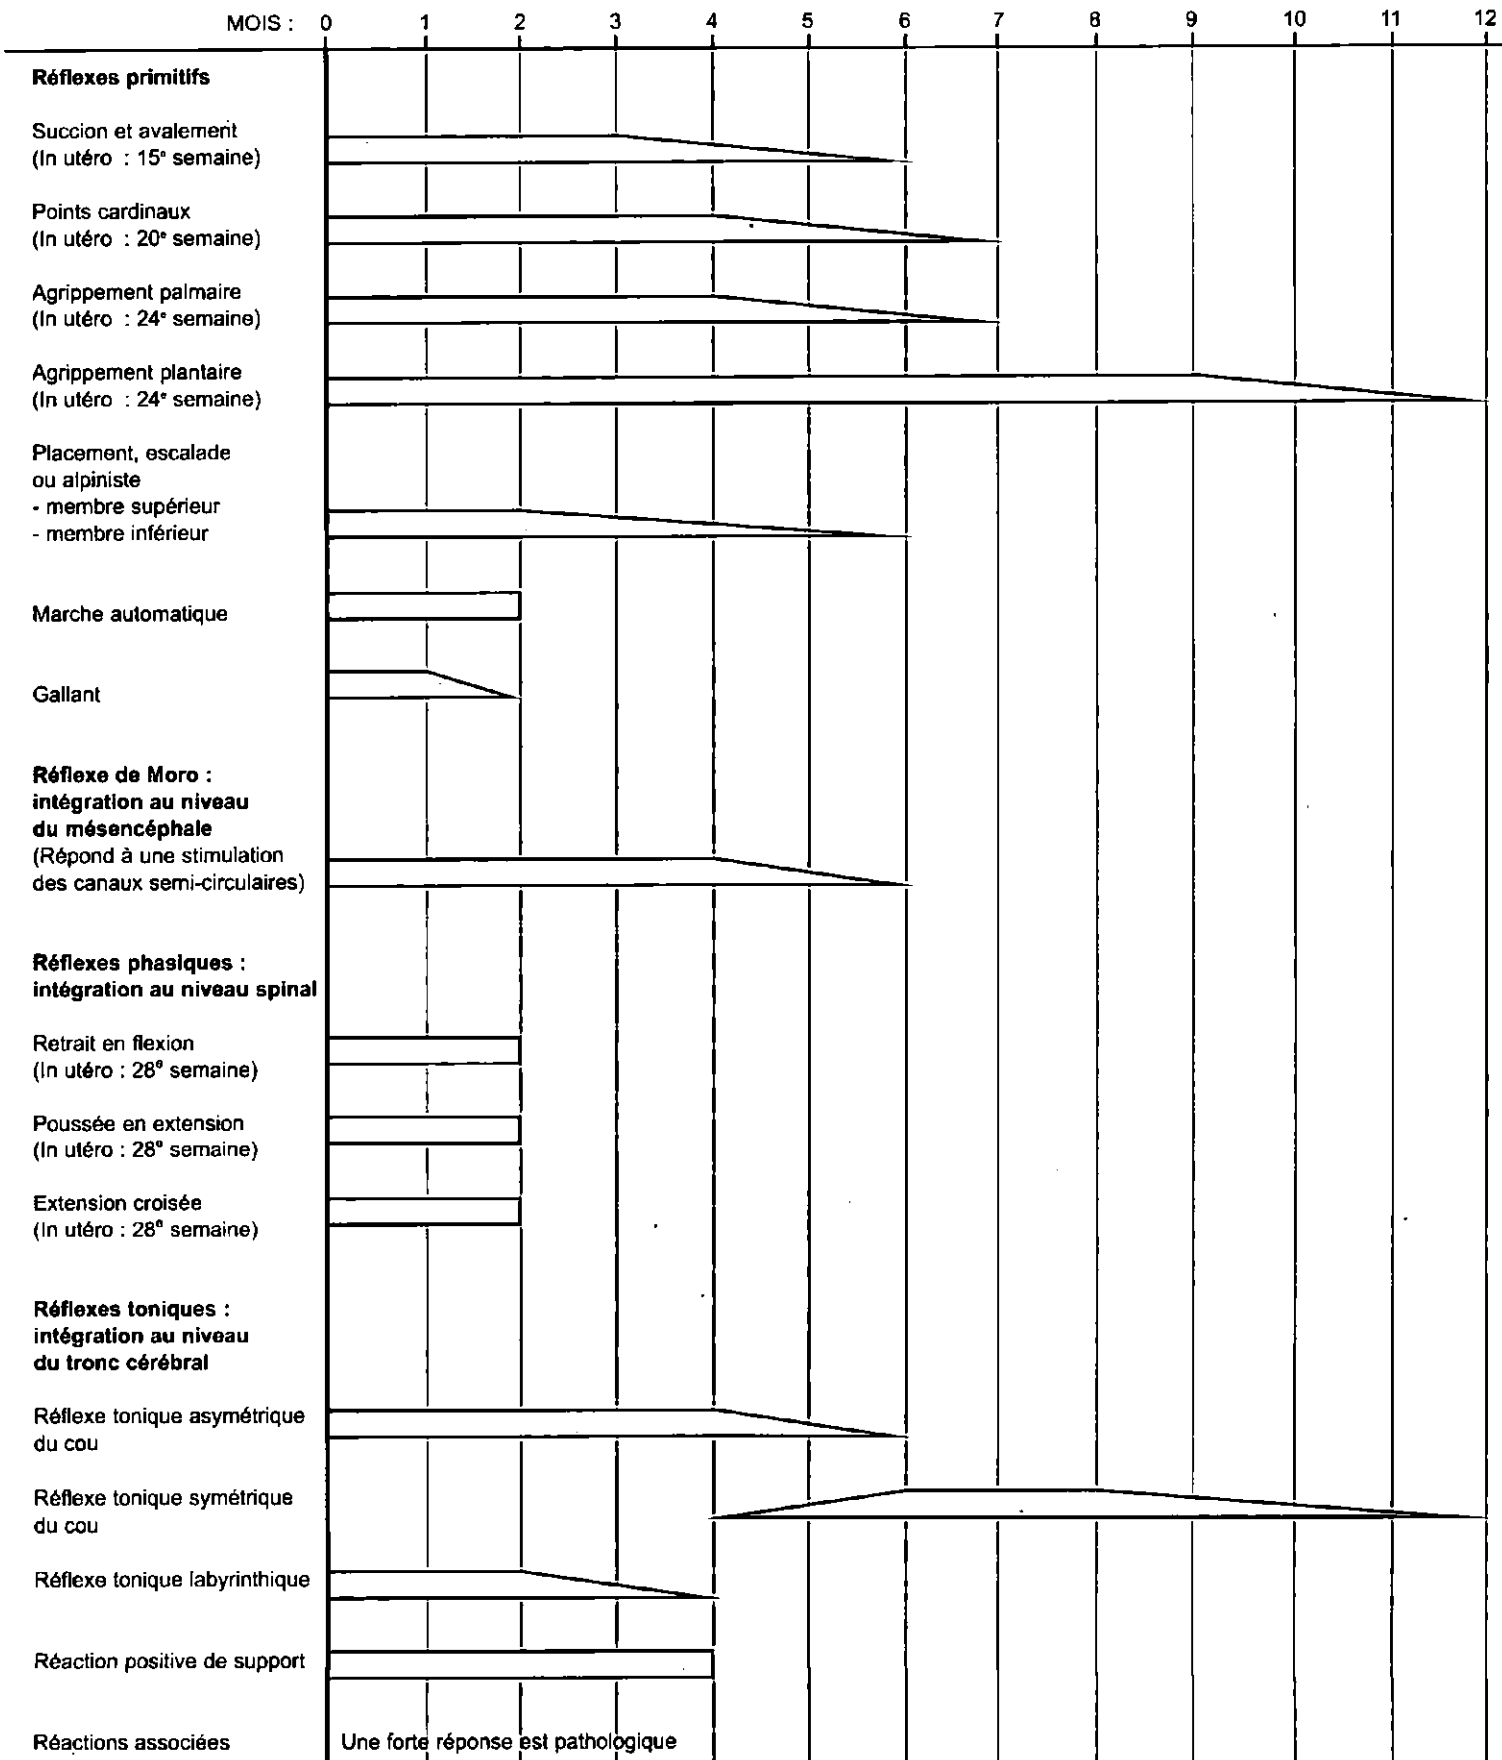 MOIS : 0 1 2 3 4 5 6 7 8 9 10 11 12
Réflexes primitifs
Succion et avalement
(In utéro : 15e semaine)
Points cardinaux
(In utéro : 20e semaine)
Agrippement palmaire
(In utéro : 24e semaine)
Agrippement plantaire
(In utéro : 24e semaine)
Placement, escalade
ou alpiniste
- membre supérieur
- membre inférieur
Marche automatique
Gallant
Réflexe de Moro :
intégration au niveau
du mésencéphale
(Répond à une stimulation
des canaux semi-circulaires)
Réflexes phasiques :
intégration au niveau spinal
Retrait en flexion
(In utéro : 28e semaine)
Poussée en extension
(In utéro : 28e semaine)
Extension croisée
(In utéro : 28e semaine)
Réflexes toniques :
intégration au niveau
du tronc cérébral
Réflexe tonique asymétrique
du cou
Réflexe tonique symétrique
du cou
Réflexe tonique labyrinthique
Réaction positive de support
Réactions associées Une forte réponse est pathologique